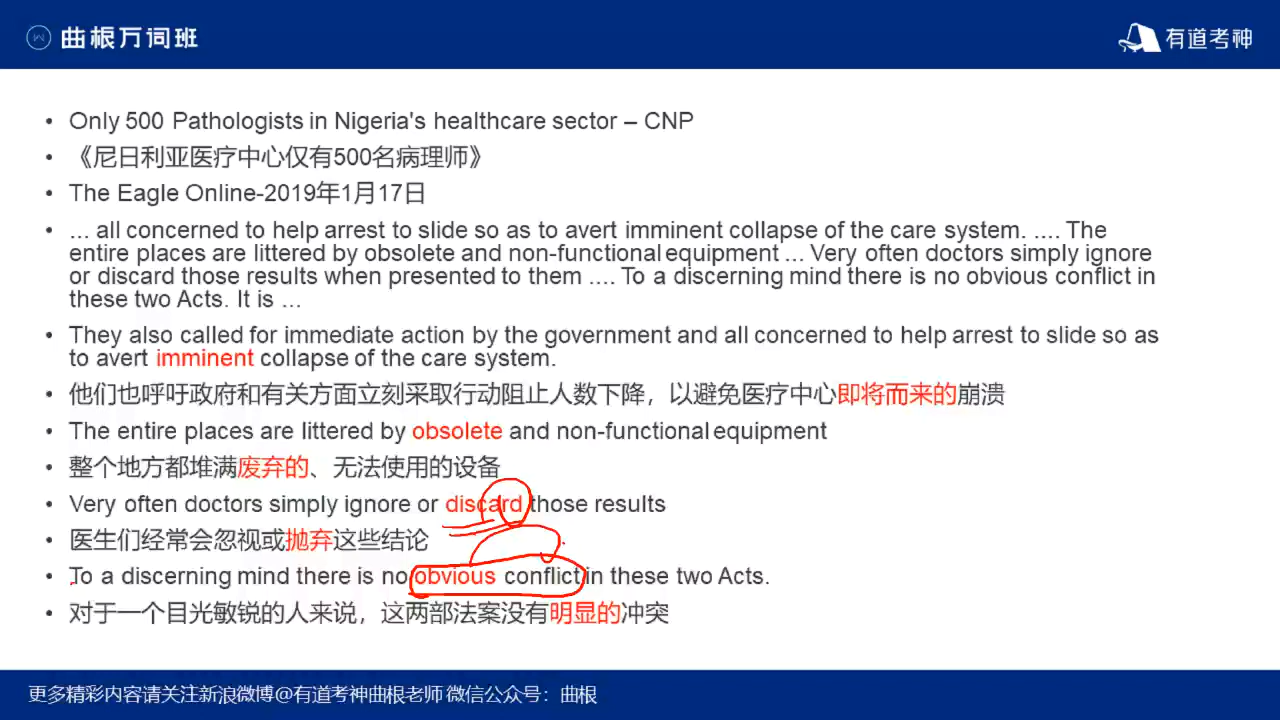 曲根万词班
有道考神
• Only 500 Pathologists in Nigeria's healthcare sector – CNP
• 《尼日利亚医疗中心仅有500名病理师》
• The Eagle Online-2019年1月17日
• ... all concerned to help arrest to slide so as to avert imminent collapse of the care system. .... The
entire places are littered by obsolete and non-functional equipment ... Very often doctors simply ignore
or discard those results when presented to them .... To a discerning mind there is no obvious conflict in
these two Acts. It is ...
• They also called for immediate action by the government and all concerned to help arrest to slide so as
to avert imminent collapse of the care system.
• 他们也呼吁政府和有关方面立刻采取行动阻止人数下降，以避免医疗中心即将而来的崩溃
• The entire places are littered by obsolete and non-functional equipment
• 整个地方都堆满废弃的、无法使用的设备
• Very often doctors simply ignore or discard those results
• 医生们经常会忽视或抛弃这些结论
• To a discerning mind there is no obvious conflict in these two Acts.
• 对于一个目光敏锐的人来说，这两部法案没有明显的冲突
更多精彩内容请关注新浪微博@有道考神曲根老师 微信公众号：曲根